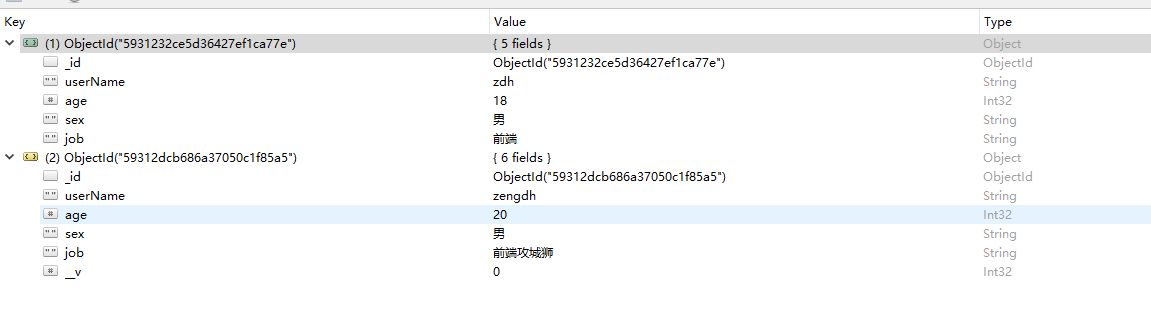 Key Value Type
(1) ObjectId("5931232ce5d36427ef1ca77e") { 5 fields } Object
_id ObjectId("5931232ce5d36427ef1ca77e") ObjectId
"" userName zdh String
# age 18 Int32
"" sex 男 String
"" job 前端 String
(2) ObjectId("59312dcb686a37050c1f85a5") { 6 fields } Object
_id ObjectId("59312dcb686a37050c1f85a5") ObjectId
"" userName zengdh String
# age 20 Int32
"" sex 男 String
"" job 前端攻城狮 String
# __v 0 Int32